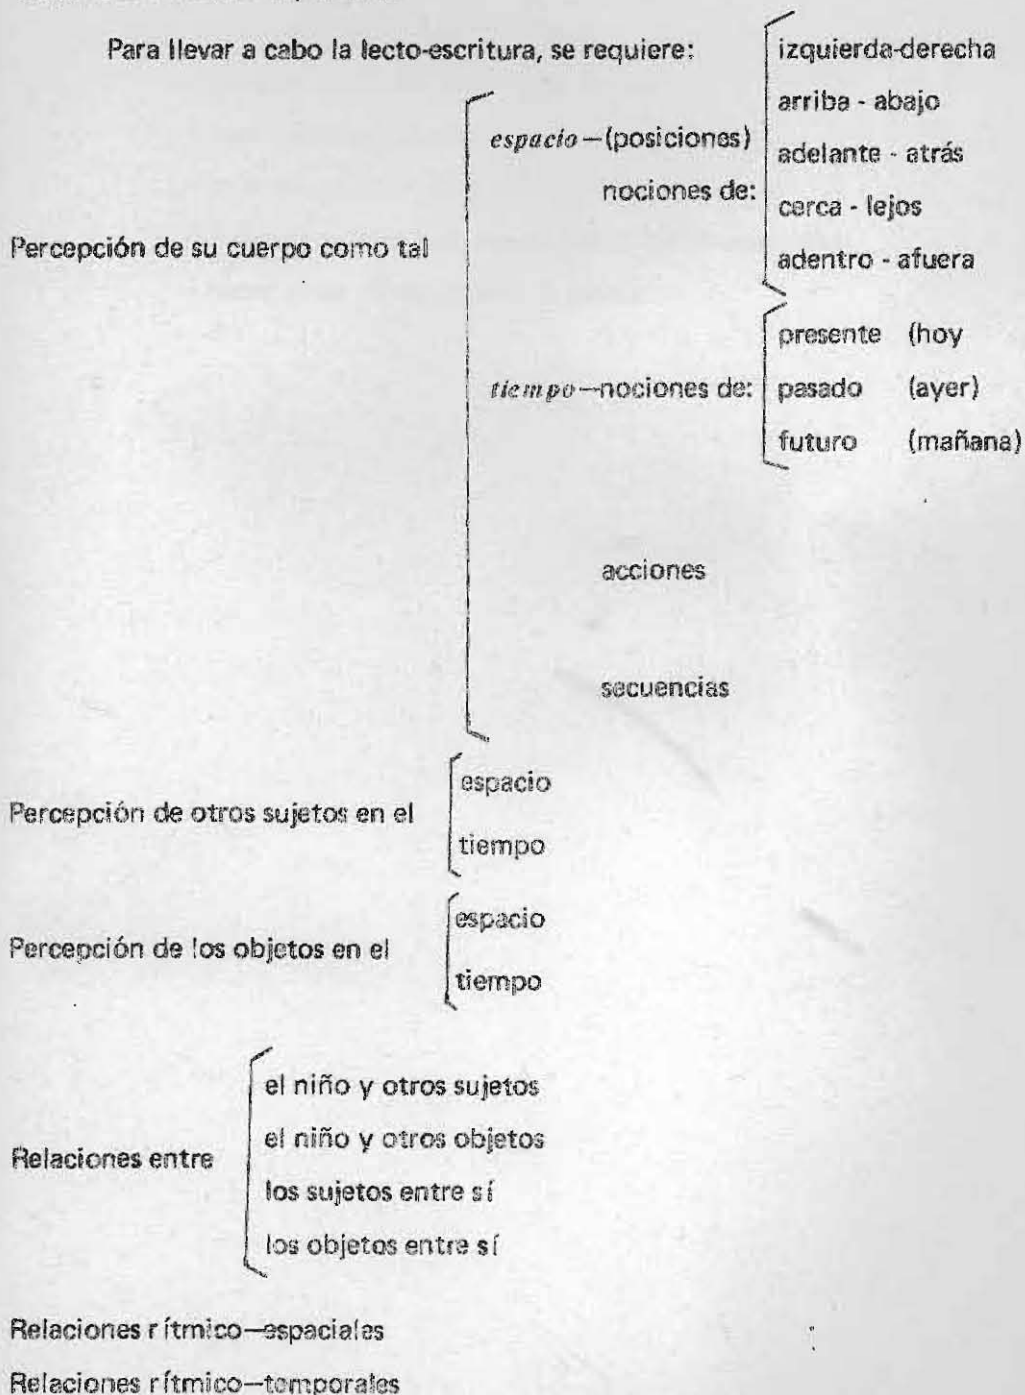 Para llevar a cabo la lecto-escritura, se requiere:
Percepción de su cuerpo como tal
espacio—(posiciones)
nociones de:
izquierda-derecha
arriba - abajo
adelante - atrás
cerca - lejos
adentro - afuera
tiempo—nociones de:
presente (hoy
pasado (ayer)
futuro (mañana)
acciones
secuencias
Percepción de otros sujetos en el
espacio
tiempo
Percepción de los objetos en el
espacio
tiempo
Relaciones entre
el niño y otros sujetos
el niño y otros objetos
los sujetos entre sí
los objetos entre sí
Relaciones rítmico—espaciales
Relaciones rítmico—temporales